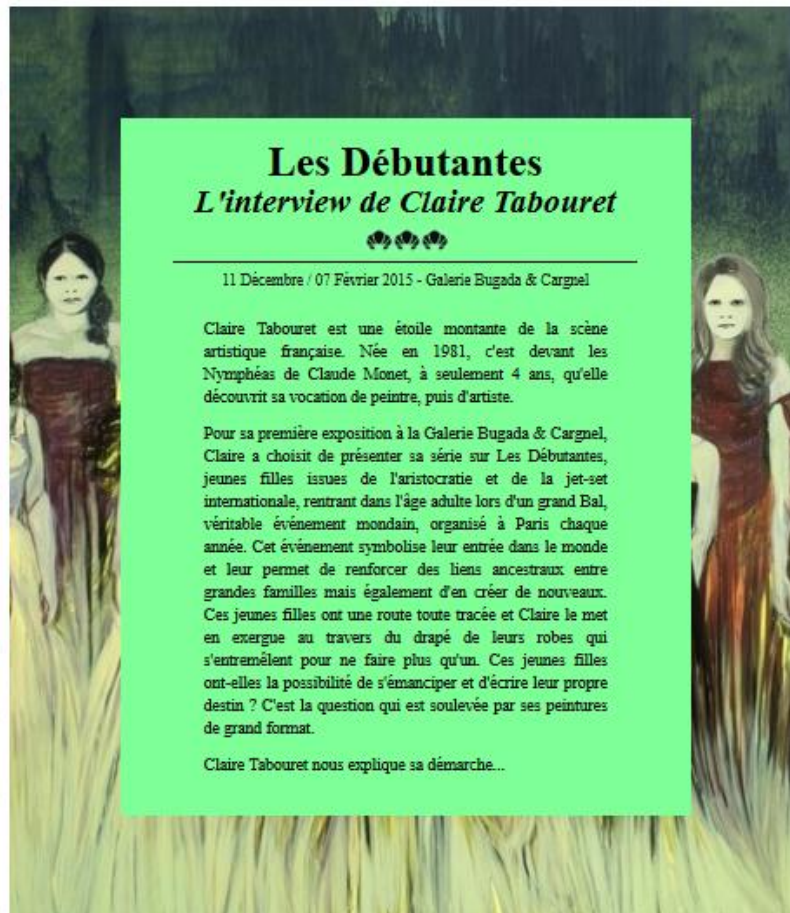 Les Débutantes
L'interview de Claire Tabouret
11 Décembre / 07 Février 2015 - Galerie Bugada & Cargnel
Claire Tabouret est une étoile montante de la scène
artistique française. Née en 1981, c'est devant les
Nymphéas de Claude Monet, à seulement 4 ans, qu'elle
découvrit sa vocation de peintre, puis d'artiste.
Pour sa première exposition à la Galerie Bugada & Cargnel,
Claire a choisit de présenter sa série sur Les Débutantes,
jeunes filles issues de l'aristocratie et de la jet-set
internationale, rentrant dans l'âge adulte lors d'un grand Bal,
véritable événement mondain, organisé à Paris chaque
année. Cet événement symbolise leur entrée dans le monde
et leur permet de renforcer des liens ancestraux entre
grandes familles mais également d'en créer de nouveaux.
Ces jeunes filles ont une route toute tracée et Claire le met
en exergue au travers du drapé de leurs robes qui
s'entremêlent pour ne faire plus qu'un. Ces jeunes filles
ont-elles la possibilité de s'émanciper et d'écrire leur propre
destin ? C'est la question qui est soulevée par ses peintures
de grand format.
Claire Tabouret nous explique sa démarche...